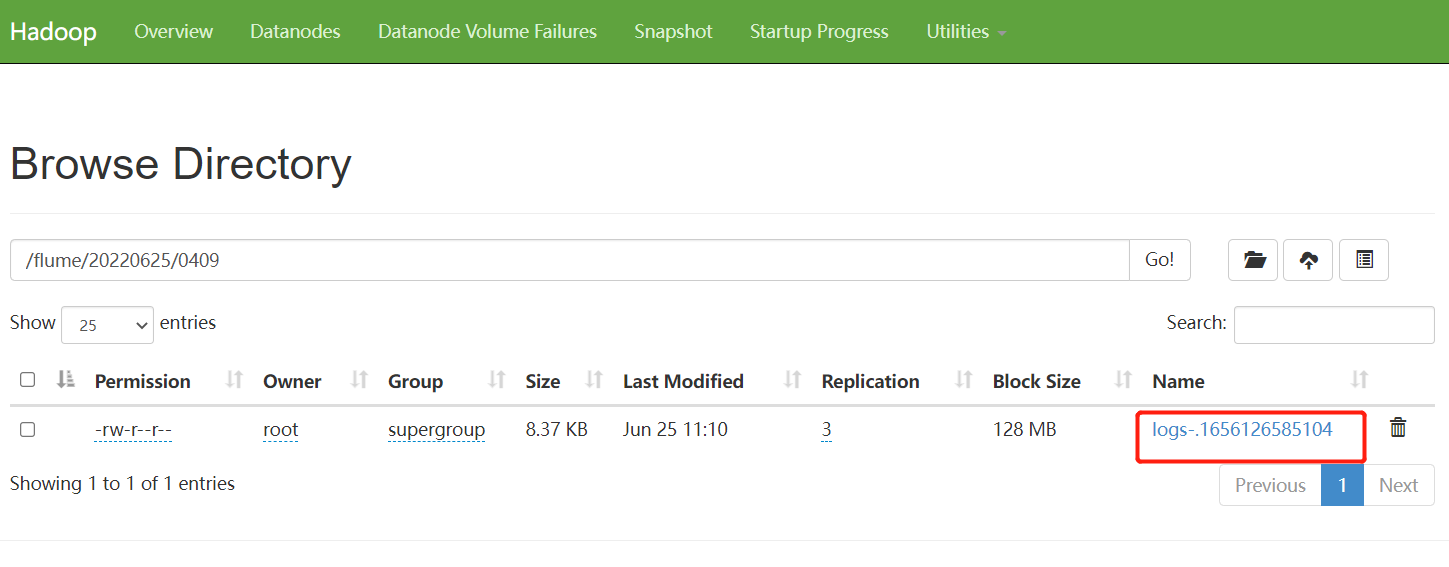 Hadoop Overview Datanodes Datanode Volume Failures Snapshot Startup Progress Utilities
Browse Directory
/flume/20220625/0409 Go!
Show 25 entries Search:
Permission Owner Group Size Last Modified Replication Block Size Name
-rw-r--r-- root supergroup 8.37 KB Jun 25 11:10 3 128 MB logs-.1656126585104
Showing 1 to 1 of 1 entries Previous 1 Next